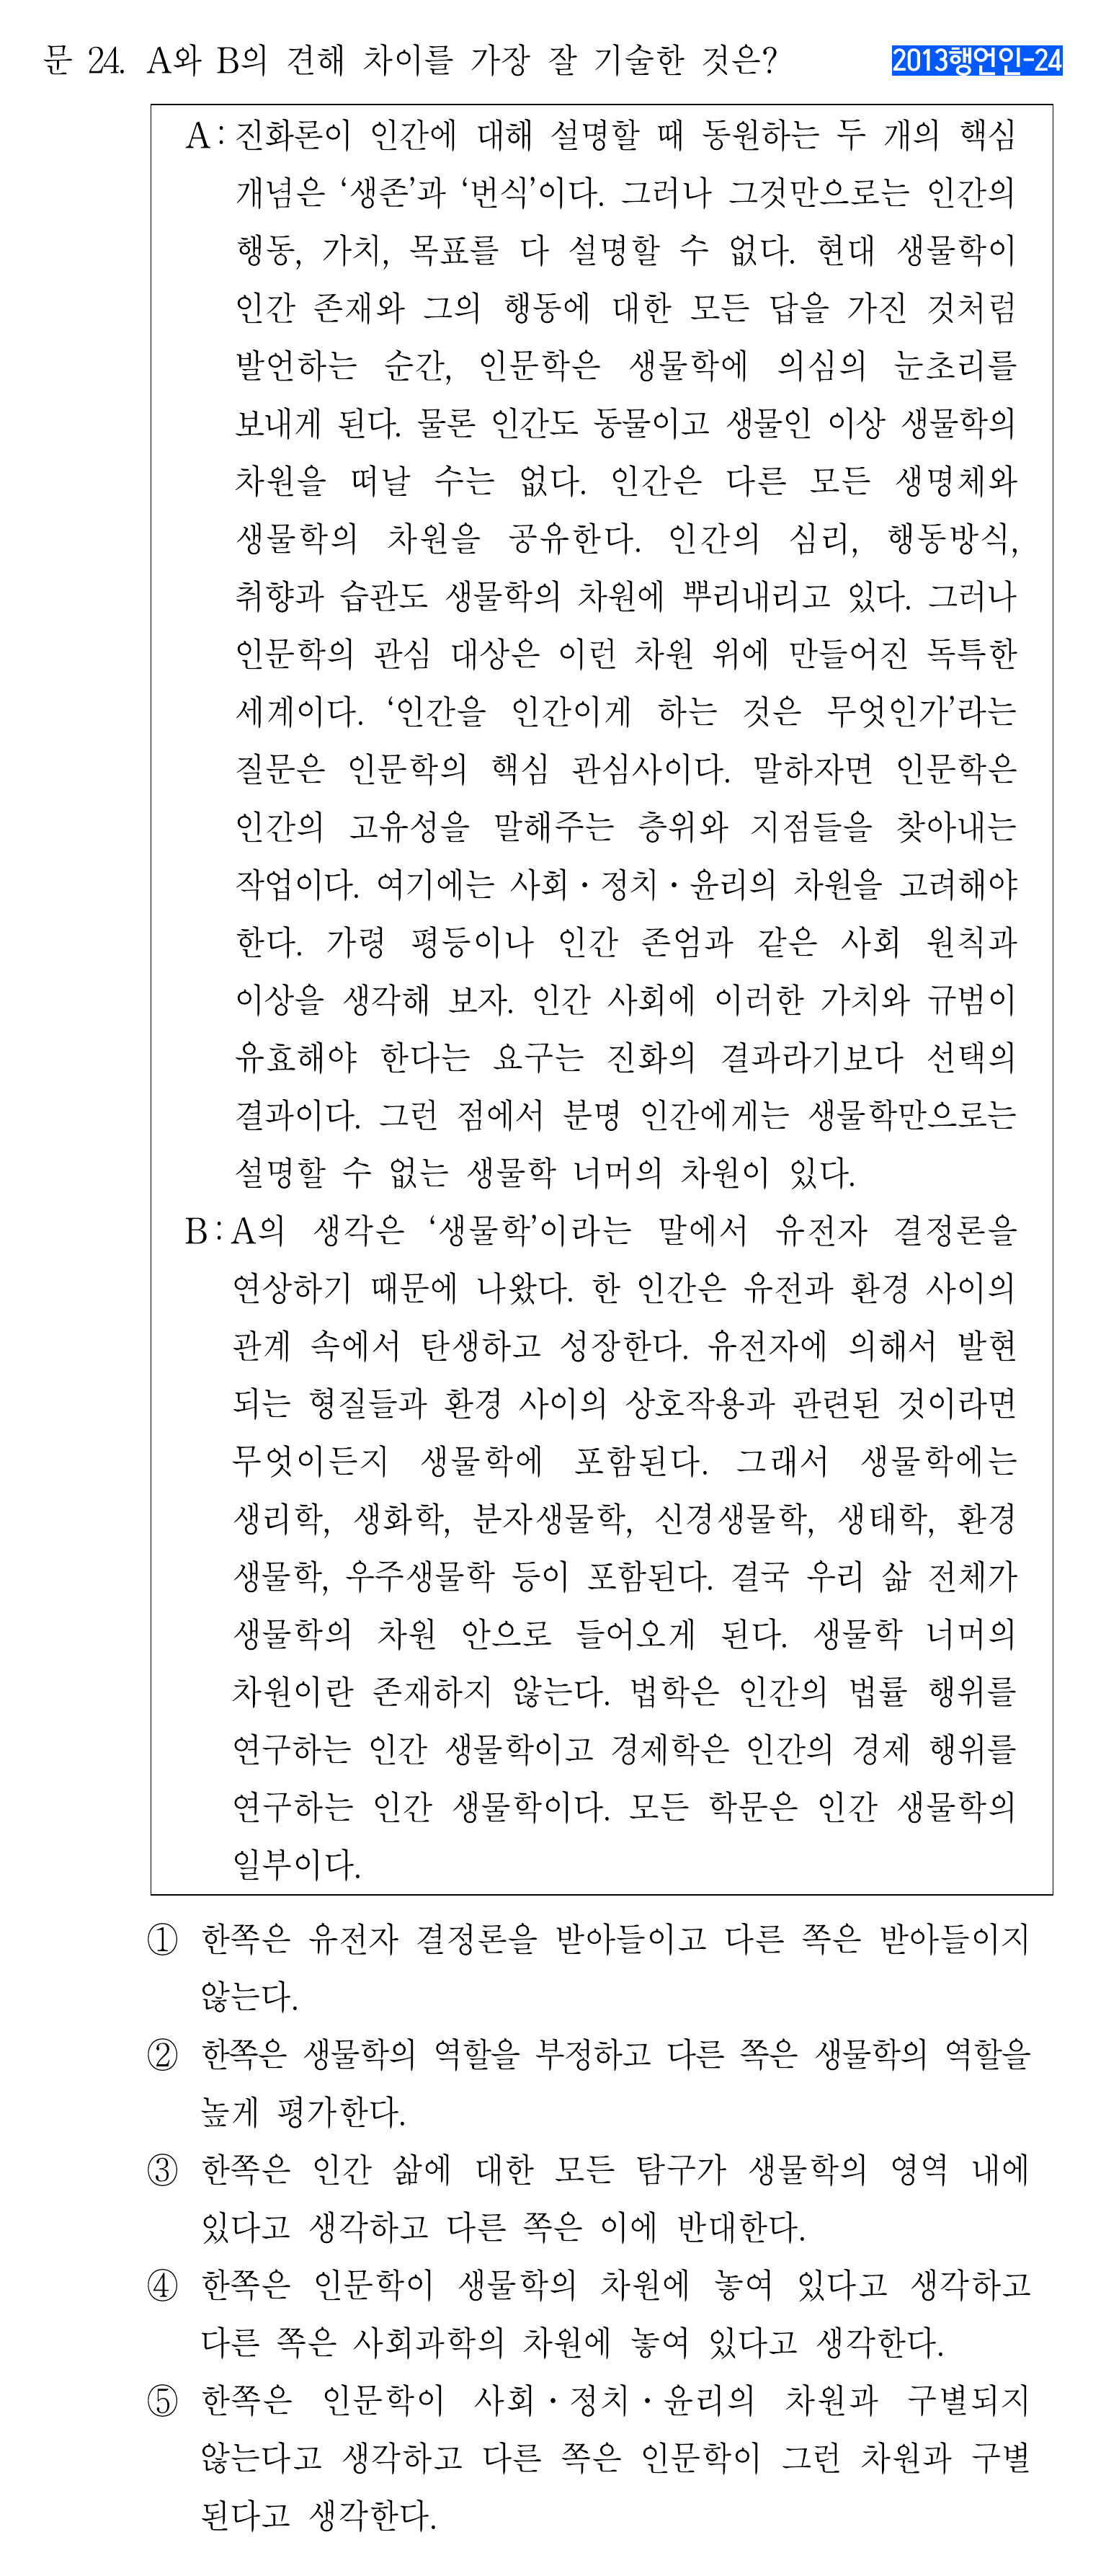 문 24. A와 B의 견해 차이를 가장 잘 기술한 것은?
2013행언인-24
A : 진화론이 인간에 대해 설명할 때 동원하는 두 개의 핵심
개념은 ‘생존’과 ‘번식’이다. 그러나 그것만으로는 인간의
행동, 가치, 목표를 다 설명할 수 없다. 현대 생물학이
인간 존재와 그의 행동에 대한 모든 답을 가진 것처럼
발언하는 순간, 인문학은 생물학에 의심의 눈초리를
보내게 된다. 물론 인간도 동물이고 생물인 이상 생물학의
차원을 떠날 수는 없다. 인간은 다른 모든 생명체와
생물학의 차원을 공유한다. 인간의 심리, 행동방식,
취향과 습관도 생물학의 차원에 뿌리내리고 있다. 그러나
인문학의 관심 대상은 이런 차원 위에 만들어진 독특한
세계이다. ‘인간을 인간이게 하는 것은 무엇인가’라는
질문은 인문학의 핵심 관심사이다. 말하자면 인문학은
인간의 고유성을 말해주는 층위와 지점들을 찾아내는
작업이다. 여기에는 사회·정치·윤리의 차원을 고려해야
한다. 가령 평등이나 인간 존엄과 같은 사회 원칙과
이상을 생각해 보자. 인간 사회에 이러한 가치와 규범이
유효해야 한다는 요구는 진화의 결과라기보다 선택의
결과이다. 그런 점에서 분명 인간에게는 생물학만으로는
설명할 수 없는 생물학 너머의 차원이 있다.
B : A의 생각은 ‘생물학’이라는 말에서 유전자 결정론을
연상하기 때문에 나왔다. 한 인간은 유전과 환경 사이의
관계 속에서 탄생하고 성장한다. 유전자에 의해서 발현
되는 형질들과 환경 사이의 상호작용과 관련된 것이라면
무엇이든지 생물학에 포함된다. 그래서 생물학에는
생리학, 생화학, 분자생물학, 신경생물학, 생태학, 환경
생물학, 우주생물학 등이 포함된다. 결국 우리 삶 전체가
생물학의 차원 안으로 들어오게 된다. 생물학 너머의
차원이란 존재하지 않는다. 법학은 인간의 법률 행위를
연구하는 인간 생물학이고 경제학은 인간의 경제 행위를
연구하는 인간 생물학이다. 모든 학문은 인간 생물학의
일부이다.
① 한쪽은 유전자 결정론을 받아들이고 다른 쪽은 받아들이지
않는다.
② 한쪽은 생물학의 역할을 부정하고 다른 쪽은 생물학의 역할을
높게 평가한다.
③ 한쪽은 인간 삶에 대한 모든 탐구가 생물학의 영역 내에
있다고 생각하고 다른 쪽은 이에 반대한다.
④ 한쪽은 인문학이 생물학의 차원에 놓여 있다고 생각하고
다른 쪽은 사회과학의 차원에 놓여 있다고 생각한다.
⑤ 한쪽은 인문학이 사회·정치·윤리의 차원과 구별되지
않는다고 생각하고 다른 쪽은 인문학이 그런 차원과 구별
된다고 생각한다.